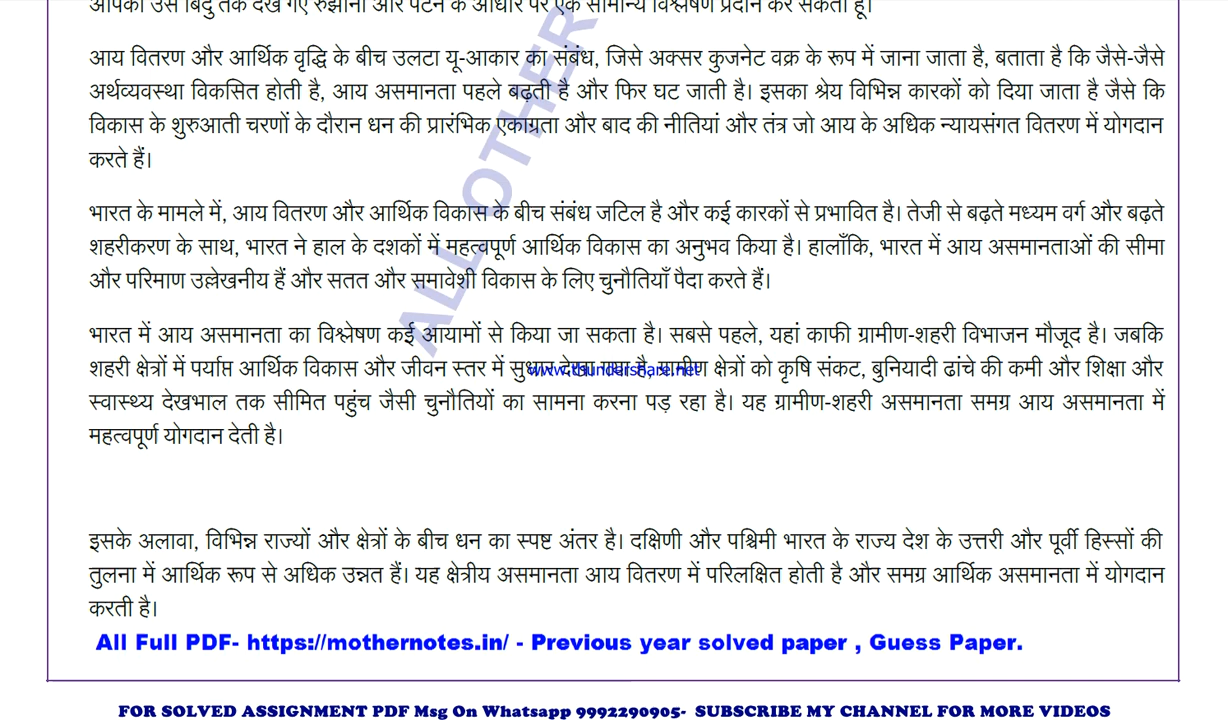 आपको उस बिंदु तक देखे गए रुझानों और पैटर्न के आधार पर एक सामान्य विश्लेषण प्रदान कर सकता हूं।
आय वितरण और आर्थिक वृद्धि के बीच उलटा यू-आकार का संबंध, जिसे अक्सर कुजनेट वक्र के रूप में जाना जाता है, बताता है कि जैसे-जैसे
अर्थव्यवस्था विकसित होती है, आय असमानता पहले बढ़ती है और फिर घट जाती है। इसका श्रेय विभिन्न कारकों को दिया जाता है जैसे कि
विकास के शुरुआती चरणों के दौरान धन की प्रारंभिक एकाग्रता और बाद की नीतियां और तंत्र जो आय के अधिक न्यायसंगत वितरण में योगदान
करते हैं।
भारत के मामले में, आय वितरण और आर्थिक विकास के बीच संबंध जटिल है और कई कारकों से प्रभावित है। तेजी से बढ़ते मध्यम वर्ग और बढ़ते
शहरीकरण के साथ, भारत ने हाल के दशकों में महत्वपूर्ण आर्थिक विकास का अनुभव किया है। हालाँकि, भारत में आय असमानताओं की सीमा
और परिमाण उल्लेखनीय हैं और सतत और समावेशी विकास के लिए चुनौतियाँ पैदा करते हैं।
भारत में आय असमानता का विश्लेषण कई आयामों से किया जा सकता है। सबसे पहले, यहां काफी ग्रामीण-शहरी विभाजन मौजूद है। जबकि
शहरी क्षेत्रों में पर्याप्त आर्थिक विकास और जीवन स्तर में सुधार देखा गया है, ग्रामीण क्षेत्रों को कृषि संकट, बुनियादी ढांचे की कमी और शिक्षा और
www.thundershare.net
स्वास्थ्य देखभाल तक सीमित पहुंच जैसी चुनौतियों का सामना करना पड़ रहा है। यह ग्रामीण-शहरी असमानता समग्र आय असमानता में
महत्वपूर्ण योगदान देती है।
इसके अलावा, विभिन्न राज्यों और क्षेत्रों के बीच धन का स्पष्ट अंतर है। दक्षिणी और पश्चिमी भारत के राज्य देश के उत्तरी और पूर्वी हिस्सों की
तुलना में आर्थिक रूप से अधिक उन्नत हैं। यह क्षेत्रीय असमानता आय वितरण में परिलक्षित होती है और समग्र आर्थिक असमानता में योगदान
करती है।
ALL OTHER
All Full PDF- https://mothernotes.in/ - Previous year solved paper , Guess Paper.
FOR SOLVED ASSIGNMENT PDF Msg On Whatsapp 9992290905- SUBSCRIBE MY CHANNEL FOR MORE VIDEOS